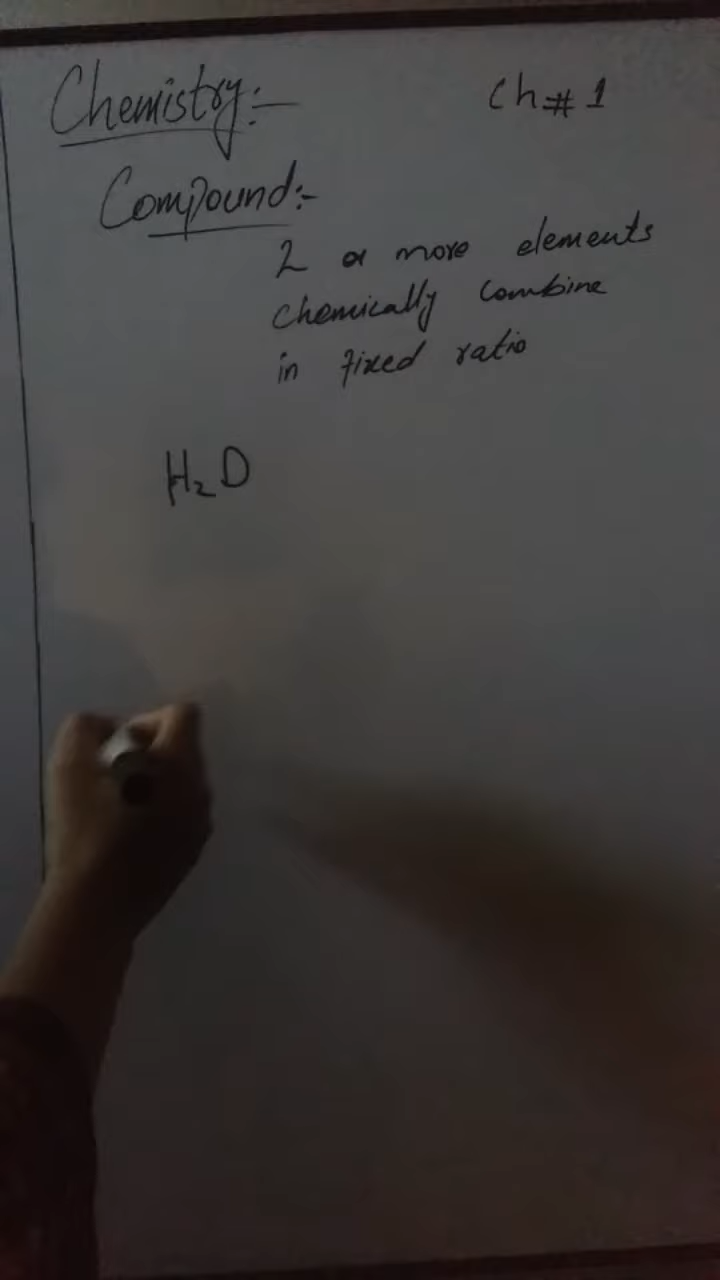 Chemistry:-
Ch# 1
Compound:-
2 or more elements
chemically combine
in fixed ratio
H₂O